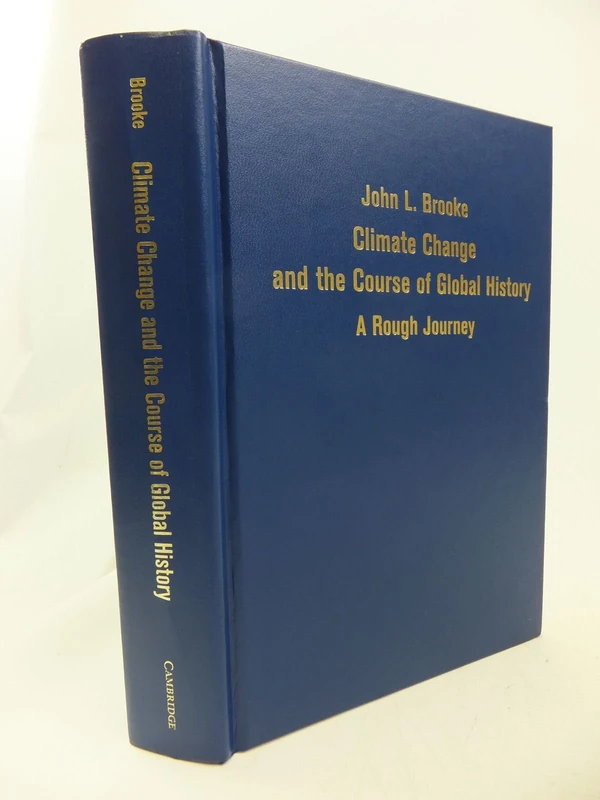 Brooke
Climate Change and the Course of Global History
CAMBRIDGE
John L. Brooke
Climate Change
and the Course of Global History
A Rough Journey